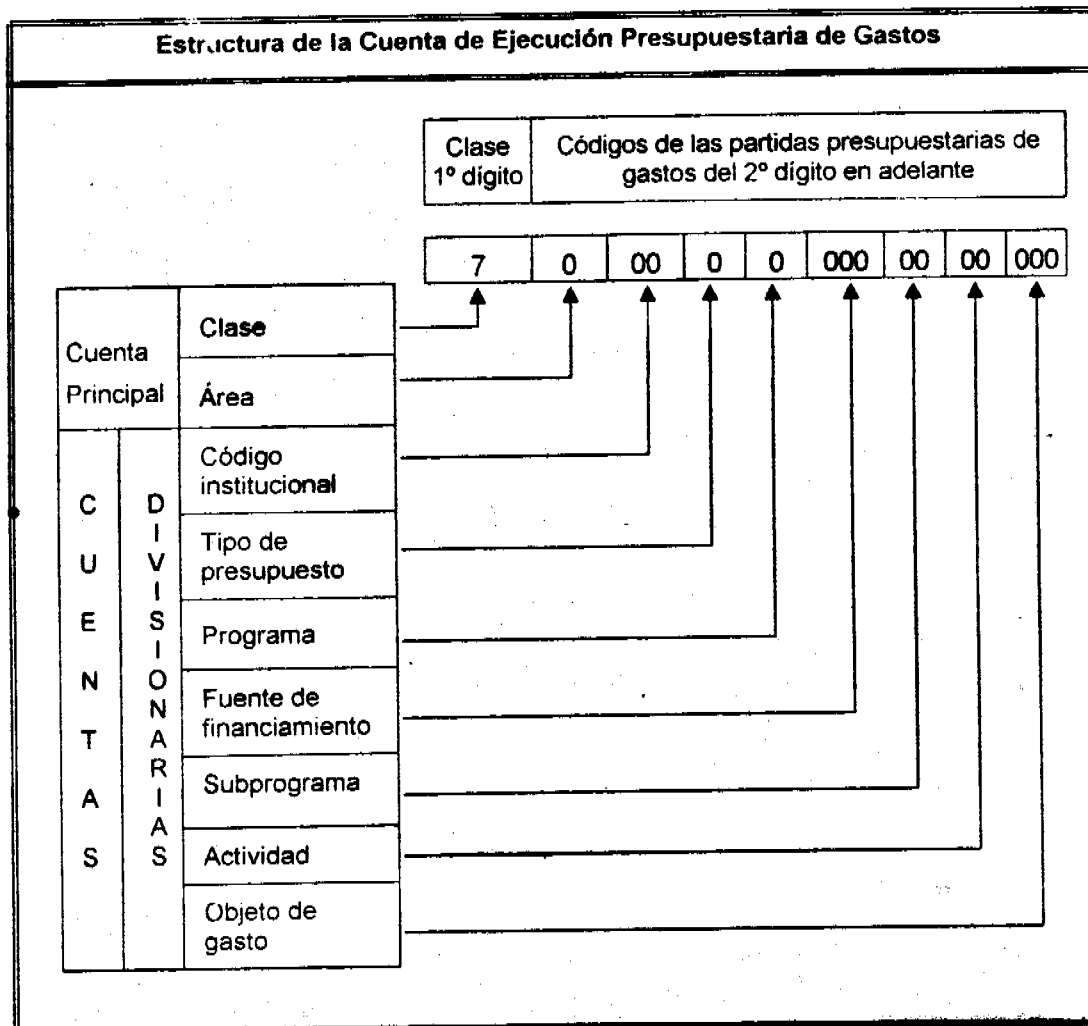 Estructura de la Cuenta de Ejecución Presupuestaria de Gastos
Clase
1º dígito
Códigos de las partidas presupuestarias de
gastos del 2º dígito en adelante
7 0 00 0 0 000 00 00 000
Cuenta
Principal
Clase
Área
CUENTAS
DIVISIONARIAS
Código
institucional
Tipo de
presupuesto
Programa
Fuente de
financiamiento
Subprograma
Actividad
Objeto de
gasto